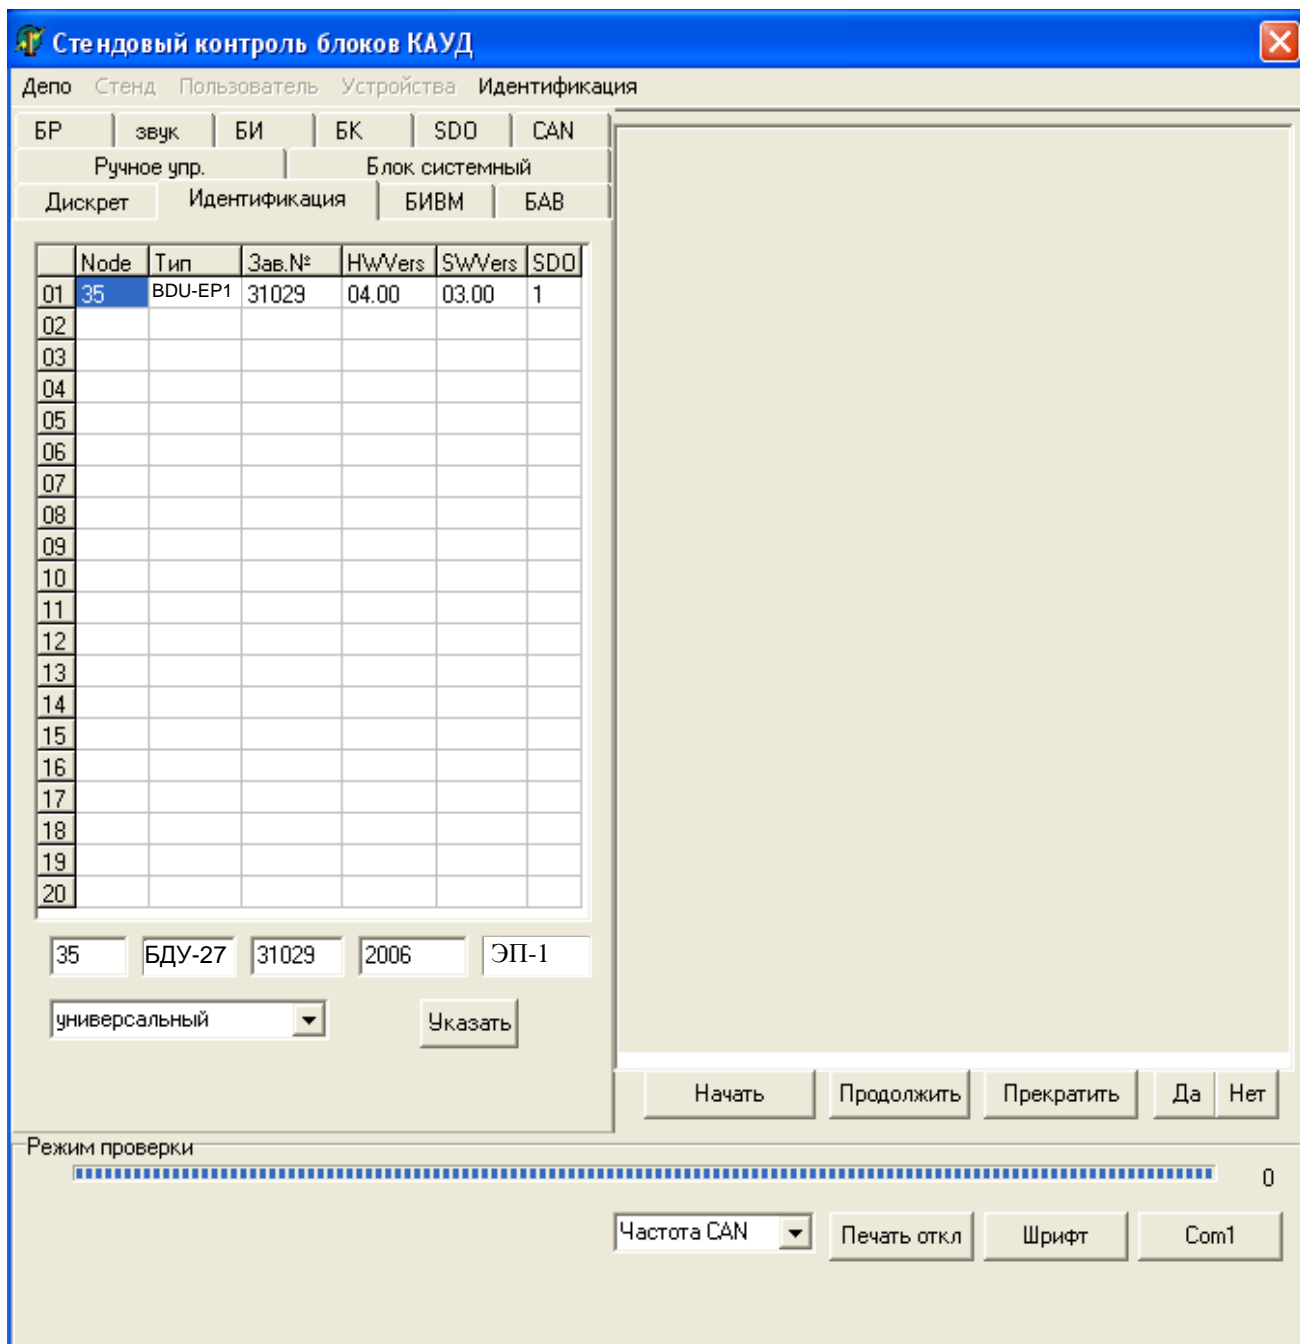 Стендовый контроль блоков КАУД
Депо Стенд Пользователь Устройства Идентификация
БР звук БИ БК SDO CAN
Ручное упр. Блок системный
Дискрет Идентификация БИВМ БАВ
Node Тип Зав.№ HWVers SWVers SDO
01 35 BDU-EP1 31029 04.00 03.00 1
02
03
04
05
06
07
08
09
10
11
12
13
14
15
16
17
18
19
20
35 БДУ-27 31029 2006 ЭП-1
универсальный Указать
Начать Продолжить Прекратить Да Нет
Режим проверки
0
Частота CAN Печать откл Шрифт Com1